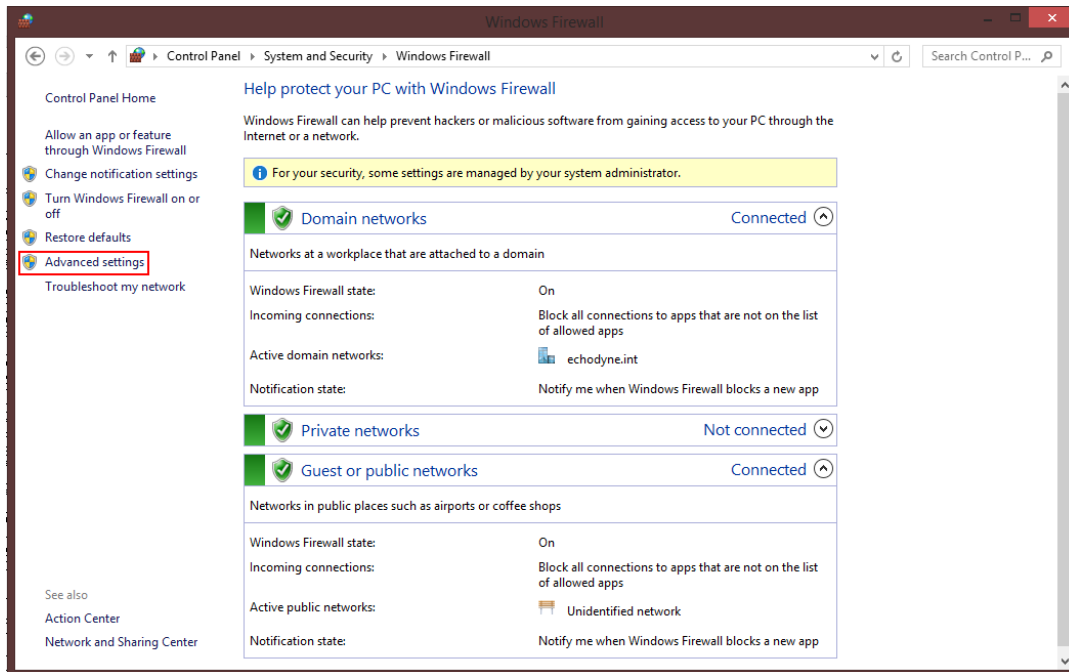 Windows Firewall
Control Panel
System and Security
Windows Firewall
Search Control P...
Control Panel Home
Allow an app or feature
through Windows Firewall
Change notification settings
Turn Windows Firewall on or
off
Restore defaults
Advanced settings
Troubleshoot my network
See also
Action Center
Network and Sharing Center
Help protect your PC with Windows Firewall
Windows Firewall can help prevent hackers or malicious software from gaining access to your PC through the
Internet or a network.
For your security, some settings are managed by your system administrator.
Domain networks Connected
Networks at a workplace that are attached to a domain
Windows Firewall state: On
Incoming connections: Block all connections to apps that are not on the list
of allowed apps
Active domain networks: echodyne.int
Notification state: Notify me when Windows Firewall blocks a new app
Private networks Not connected
Guest or public networks Connected
Networks in public places such as airports or coffee shops
Windows Firewall state: On
Incoming connections: Block all connections to apps that are not on the list
of allowed apps
Active public networks: Unidentified network
Notification state: Notify me when Windows Firewall blocks a new app